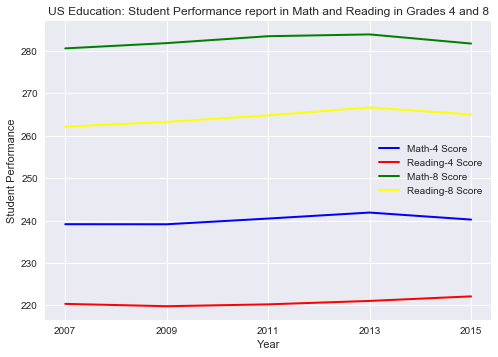 US Education: Student Performance report in Math and Reading in Grades 4 and 8
280
270
260
250
240
230
220
Student Performance
Math-4 Score
Reading-4 Score
Math-8 Score
Reading-8 Score
2007 2009 2011 2013 2015
Year